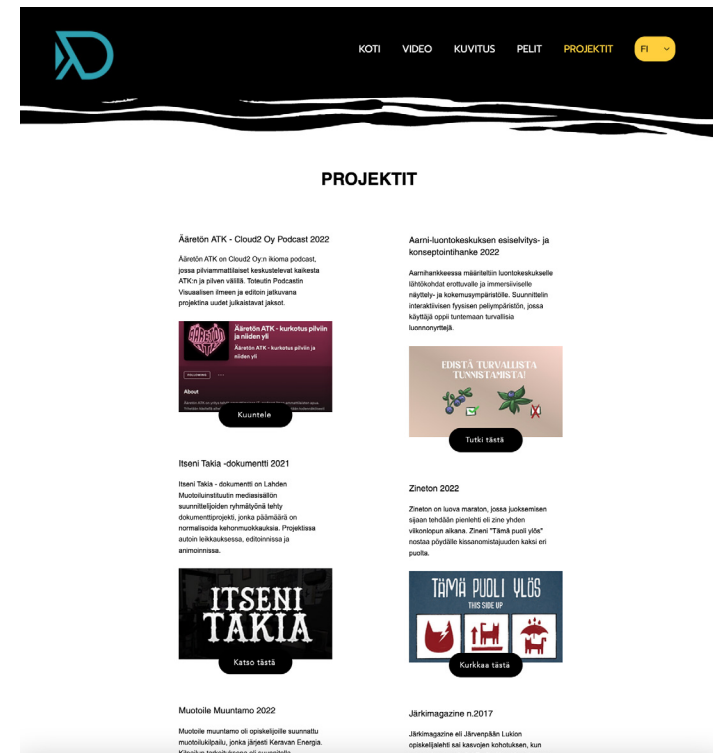 KOTI VIDEO KUVITUS PELIT PROJEKTIT FI
PROJEKTIT
Ääretön ATK - Cloud2 Oy Podcast 2022
Ääretön ATK on Cloud2 Oy:n ikioma podcast,
jossa pilviammattilaiset keskustelevat kaikesta
ATK:n ja pilven välillä. Toteutin Podcastin
Visuaalisen ilmeen ja editoin jatkuvana
projektina uudet julkaistavat jaksot.
ÄÄRETÖN
ATK
Ääretön ATK - kurkotus pilviin
ja niiden yli
Ääretön ATK - kurkotus pilviin ja
niiden yli
About
Kuuntele
Itseni Takia -dokumentti 2021
Itseni Takia - dokumentti on Lahden
Muotoiluinstituutin mediasisällön
suunnittelijoiden ryhmätyönä tehty
dokumenttiprojekti, jonka päämäärä on
normalisoida kehonmuokkauksia. Projektissa
autoin leikkauksessa, editoinnissa ja
animoinnissa.
ITSENI
TAKIA
Katso tästä
Muotoile Muuntamo 2022
Muotoile muuntamo oli opiskelijoille suunnattu
muotoilukilpailu, jonka järjesti Keravan Energia.
Aarni-luontokeskuksen esiselvitys- ja
konseptointihanke 2022
Aarnihankkeessa määriteltiin luontokeskukselle
lähtökohdat erottuvalle ja immersiiviselle
näyttely- ja kokemusympäristölle. Suunnittelin
interaktiivisen fyysisen peliympäristön, jossa
käyttäjä oppii tuntemaan turvallisia
luonnonyrttejä.
EDISTÄ TURVALLISTA
TUNNISTAMISTA!
Tutki tästä
Zineton 2022
Zineton on luova maraton, jossa juoksemisen
sijaan tehdään pienlehti eli zine yhden
viikonlopun aikana. Zineni "Tämä puoli ylös"
nostaa pöydälle kissanomistajuuden kaksi eri
puolta.
TÄMÄ PUOLI YLÖS
THIS SIDE UP
Kurkkaa tästä
Järkimagazine n.2017
Järkimagazine eli Järvenpään Lukion
opiskelijalehti sai kasvojen kohotuksen, kun